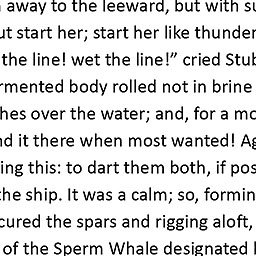 away to the leeward, but with su
ut start her; start her like thunder
the line! wet the line!” cried Stub
rmented body rolled not in brine
hes over the water; and, for a mo
nd it there when most wanted! Ag
ing this: to dart them both, if pos
the ship. It was a calm; so, formin
cured the spars and rigging aloft,
of the Sperm Whale designated